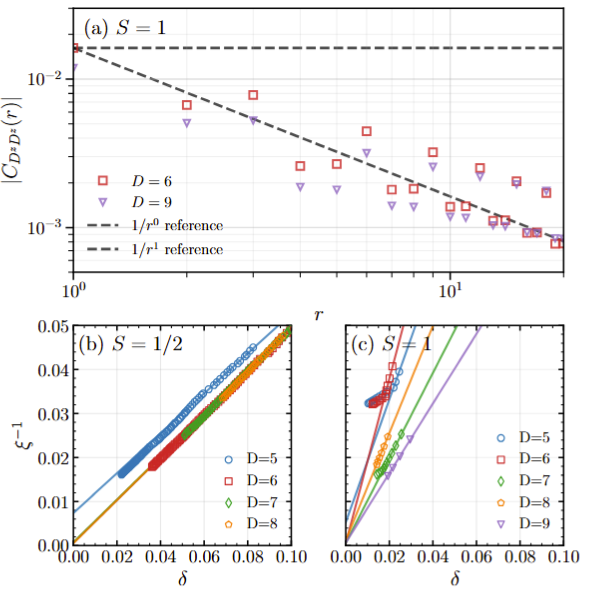 (a) S = 1
|C_{D^z D^z}(r)|
10^{-2}
10^{-3}
D = 6
D = 9
1/r^0 reference
1/r^1 reference
10^0
10^1
r
(b) S = 1/2
ξ^{-1}
0.05
0.04
0.03
0.02
0.01
0.00
D=5
D=6
D=7
D=8
0.00 0.02 0.04 0.06 0.08 0.10
δ
(c) S = 1
D=5
D=6
D=7
D=8
D=9
0.00 0.02 0.04 0.06 0.08 0.10
δ